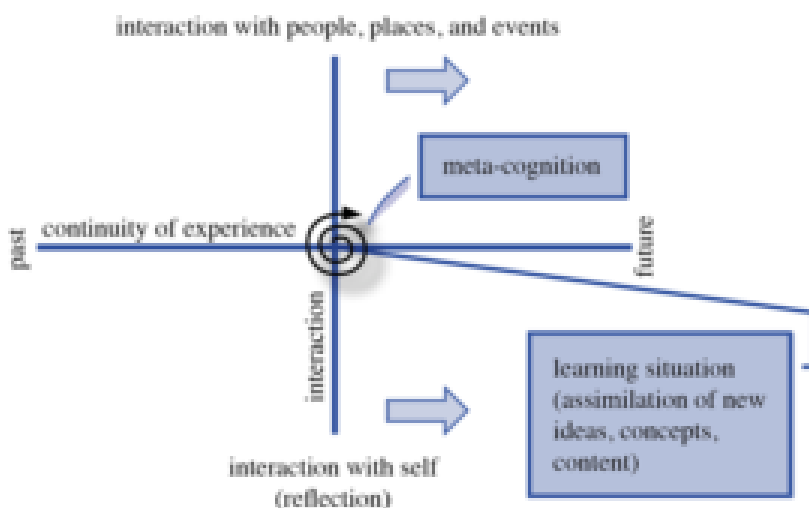 interaction with people, places, and events
meta-cognition
continuity of experience
past
future
interaction
learning situation
(assimilation of new
ideas, concepts,
content)
interaction with self
(reflection)